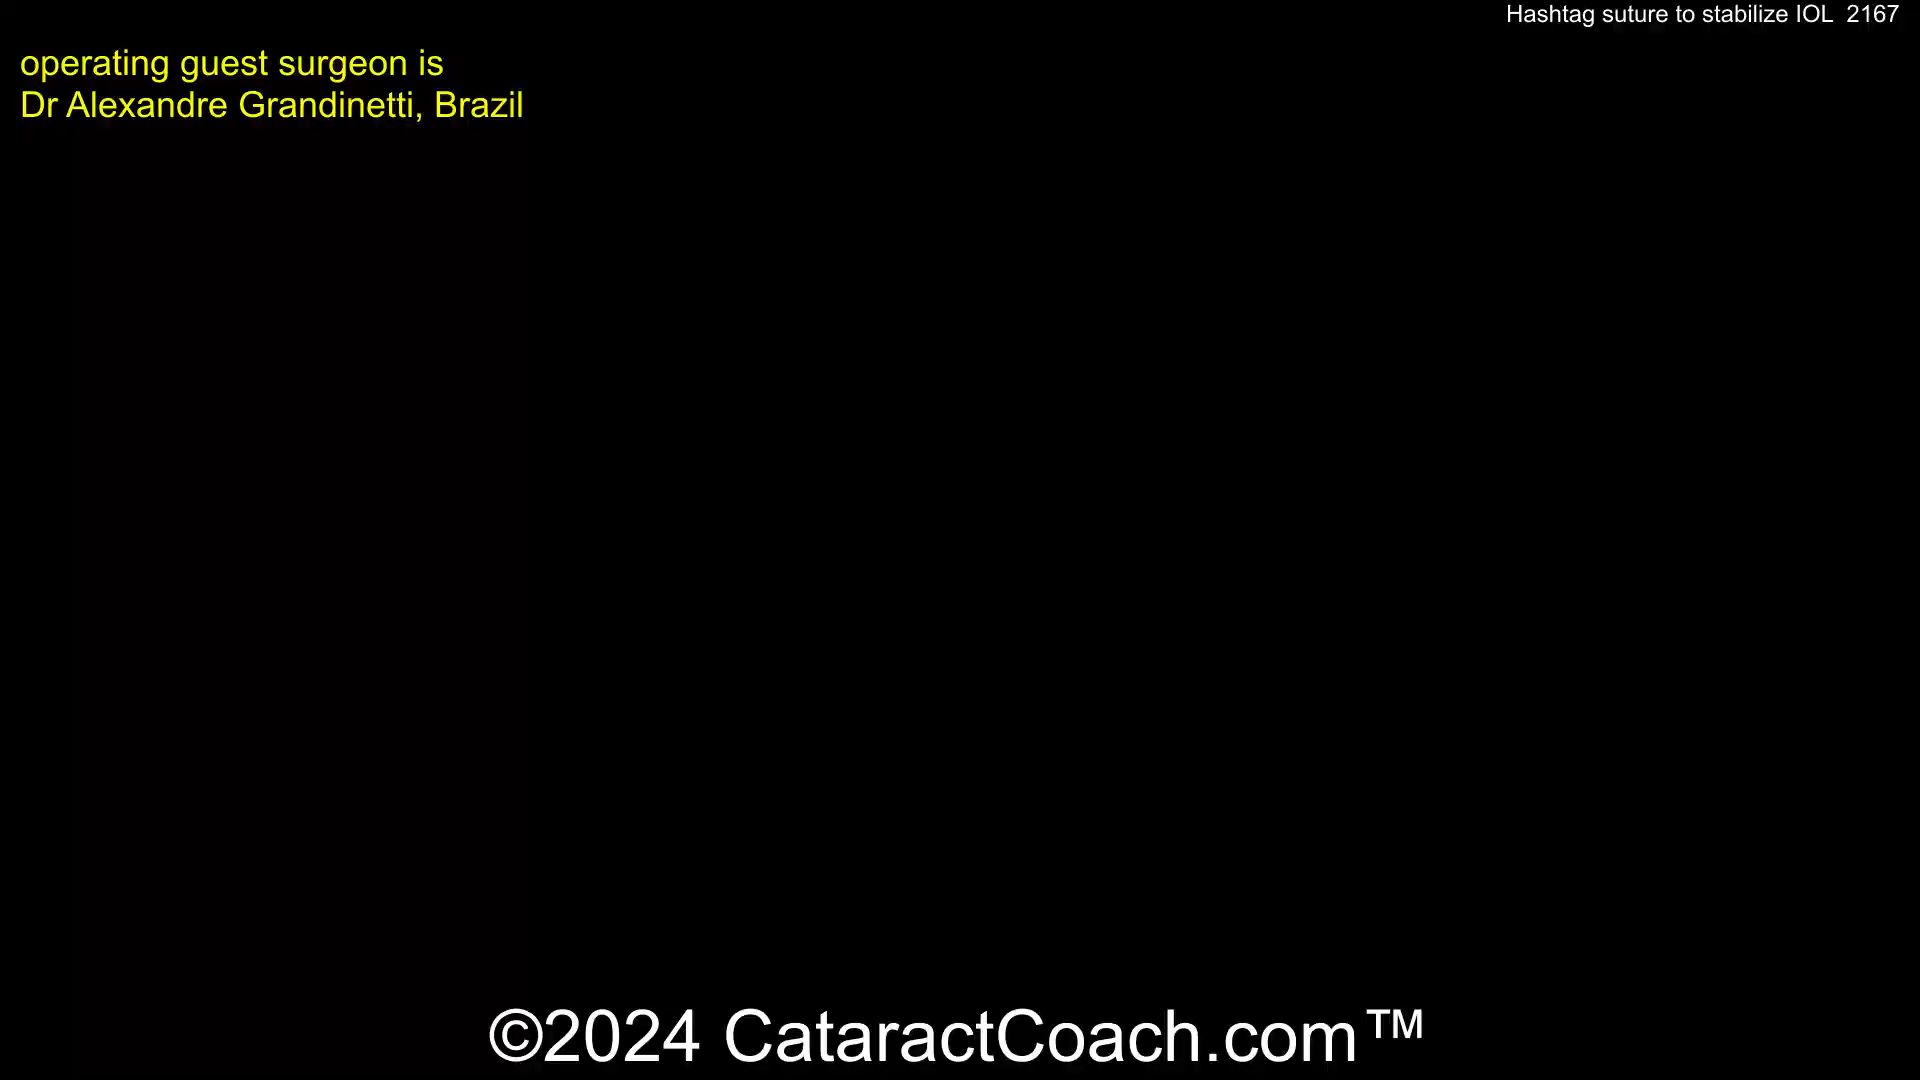 Hashtag suture to stabilize IOL 2167
operating guest surgeon is
Dr Alexandre Grandinetti, Brazil
©2024 CataractCoach.com™